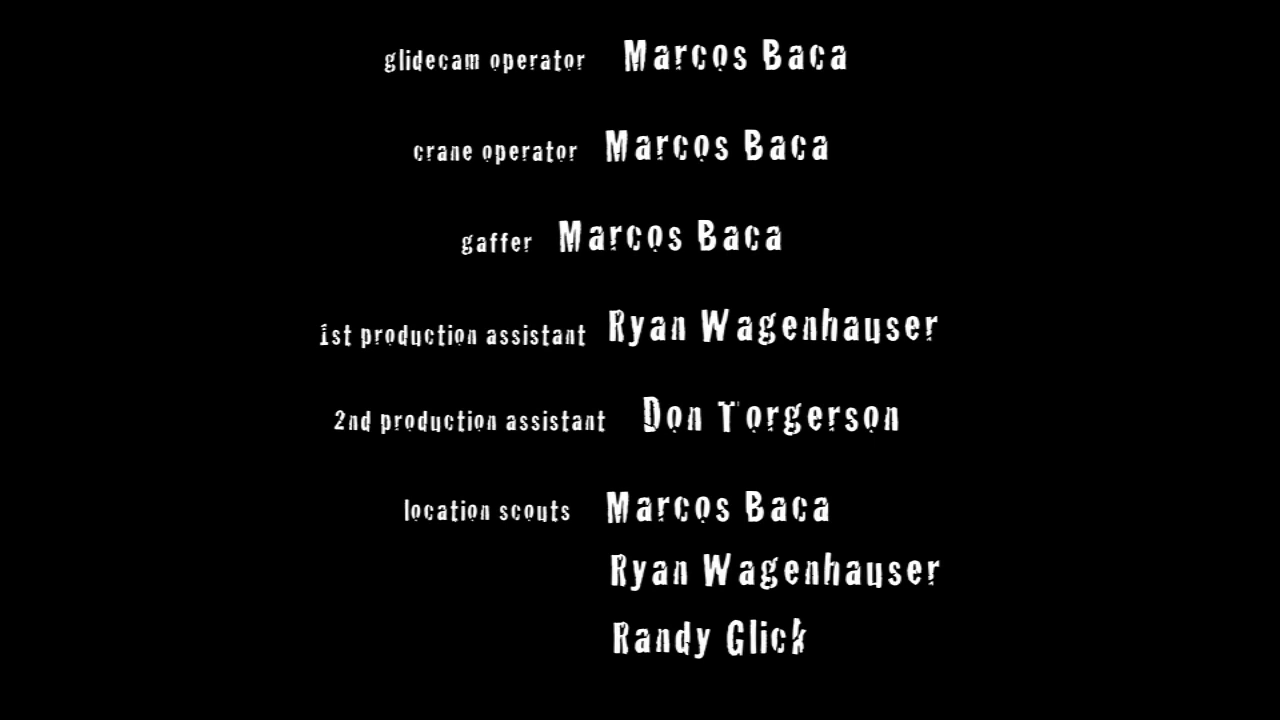 glidecam operator Marcos Baca
crane operator Marcos Baca
gaffer Marcos Baca
1st production assistant Ryan Wagenhauser
2nd production assistant Don Torgerson
location scouts Marcos Baca
Ryan Wagenhauser
Randy Glick